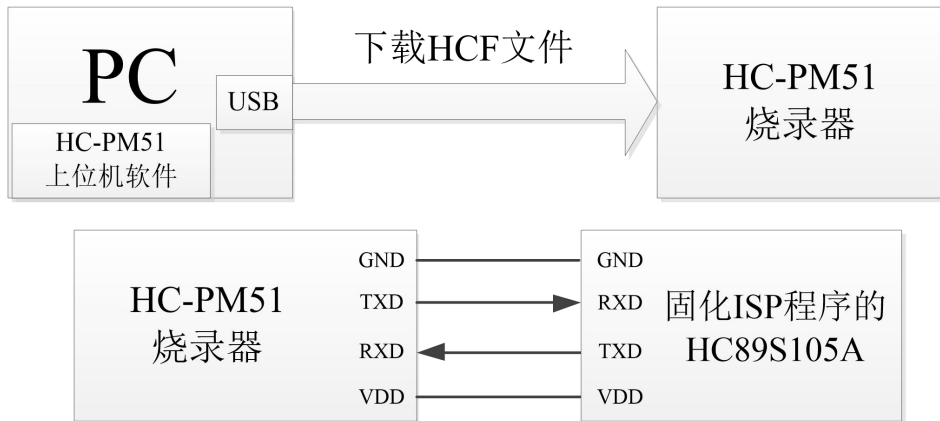 PC
USB
HC-PM51
上位机软件
下载HCF文件
HC-PM51
烧录器
HC-PM51
烧录器
GND
TXD
RXD
VDD
GND
RXD
TXD
VDD
固化ISP程序的
HC89S105A